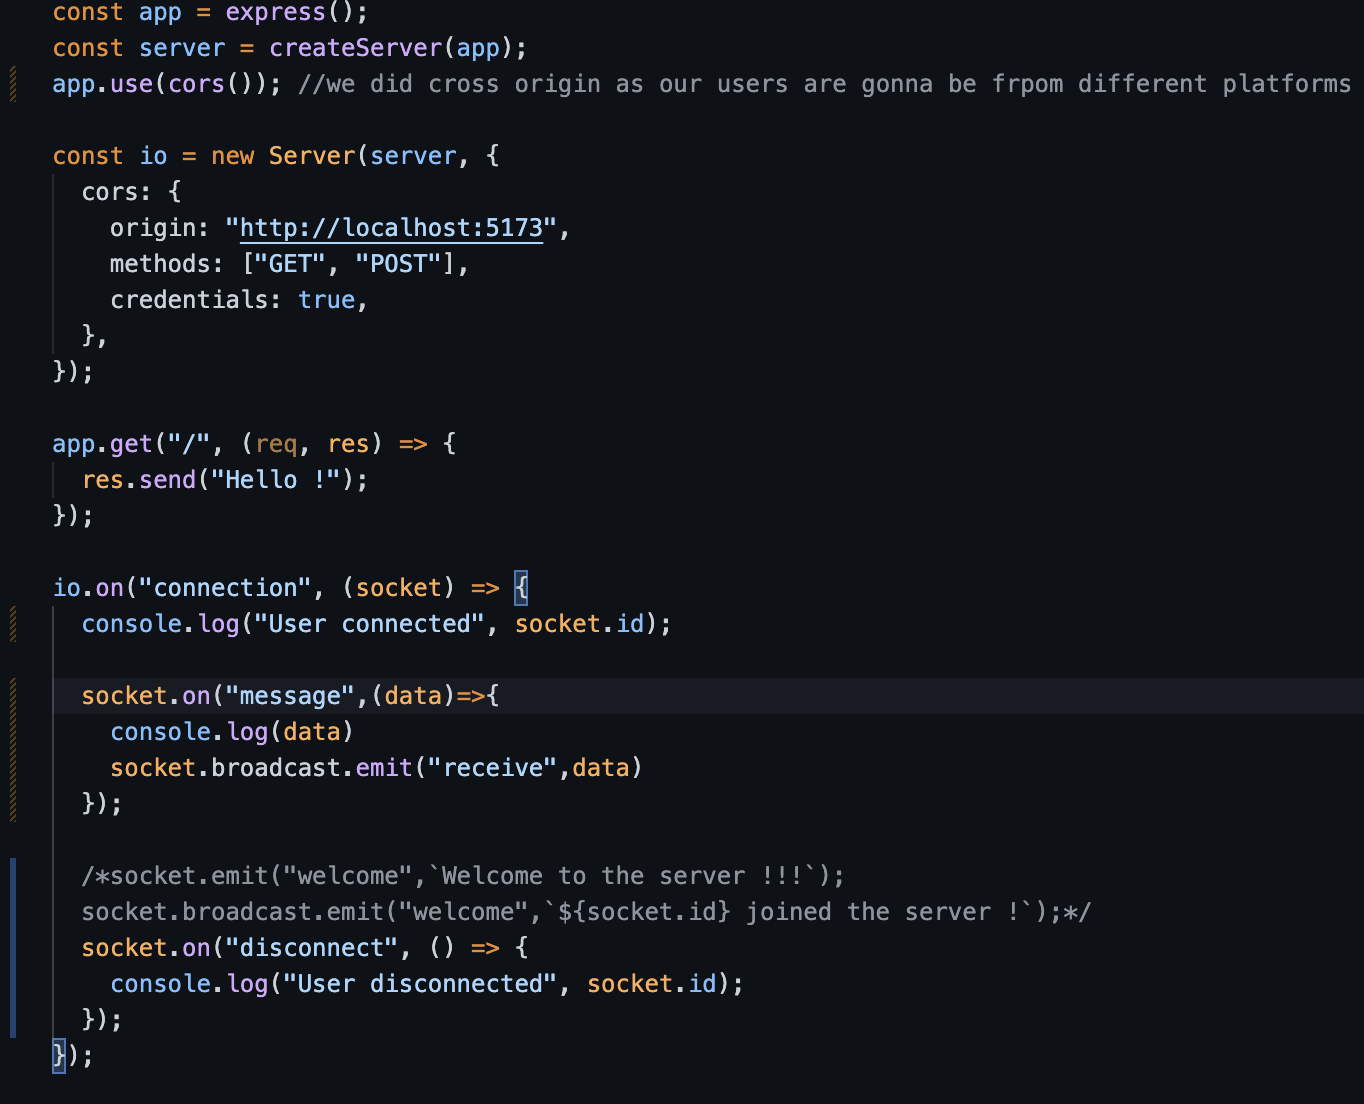 const app = express();
const server = createServer(app);
app.use(cors()); //we did cross origin as our users are gonna be frpom different platforms
const io = new Server(server, {
cors: {
origin: "http://localhost:5173",
methods: ["GET", "POST"],
credentials: true,
},
});
app.get("/", (req, res) => {
res.send("Hello !");
});
io.on("connection", (socket) => {
console.log("User connected", socket.id);
socket.on("message",(data)=>{
console.log(data)
socket.broadcast.emit("receive",data)
});
/*socket.emit("welcome",`Welcome to the server !!!`);
socket.broadcast.emit("welcome",`${socket.id} joined the server !`);*/
socket.on("disconnect", () => {
console.log("User disconnected", socket.id);
});
});